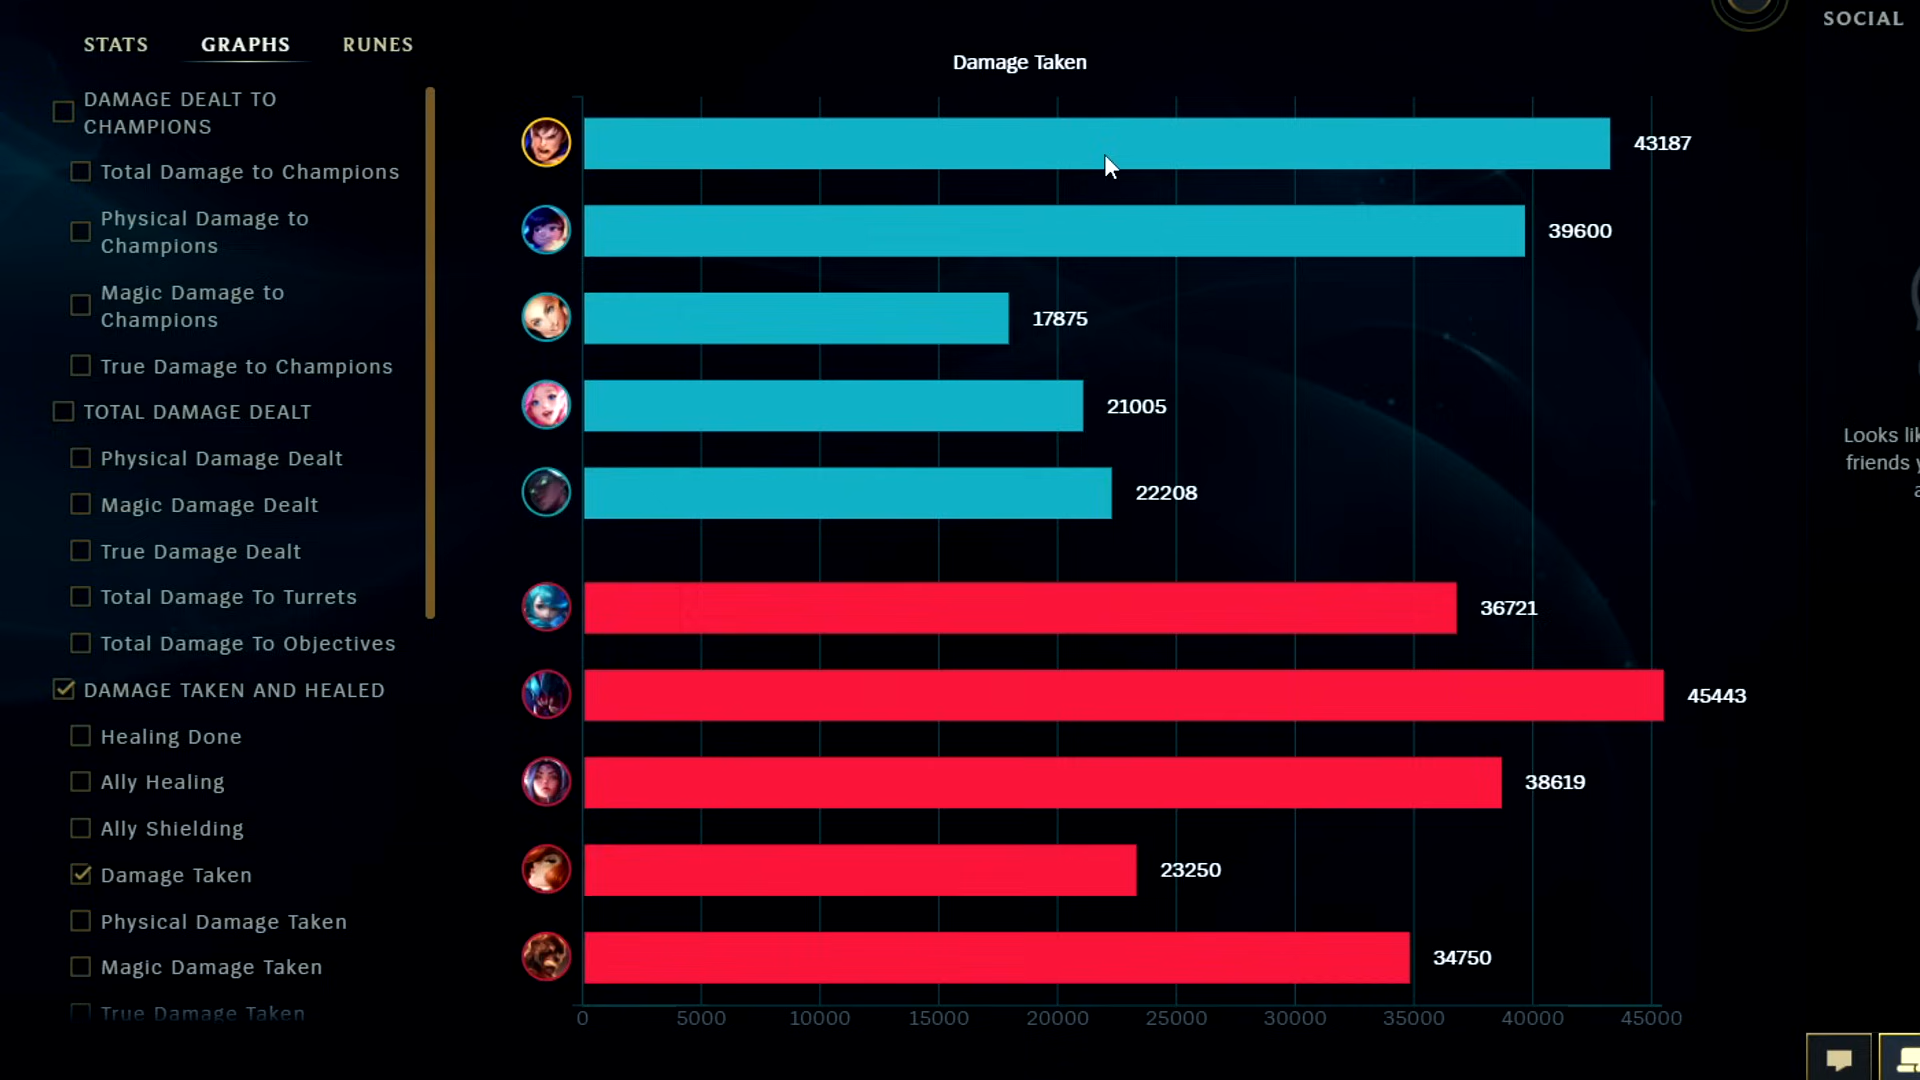 STATS GRAPHS RUNES
SOCIAL
DAMAGE DEALT TO
CHAMPIONS
Total Damage to Champions
Physical Damage to
Champions
Magic Damage to
Champions
True Damage to Champions
TOTAL DAMAGE DEALT
Physical Damage Dealt
Magic Damage Dealt
True Damage Dealt
Total Damage To Turrets
Total Damage To Objectives
DAMAGE TAKEN AND HEALED
Healing Done
Ally Healing
Ally Shielding
Damage Taken
Physical Damage Taken
Magic Damage Taken
True Damage Taken
Damage Taken
43187
39600
17875
21005
22208
36721
45443
38619
23250
34750
0 5000 10000 15000 20000 25000 30000 35000 40000 45000
Looks
friends